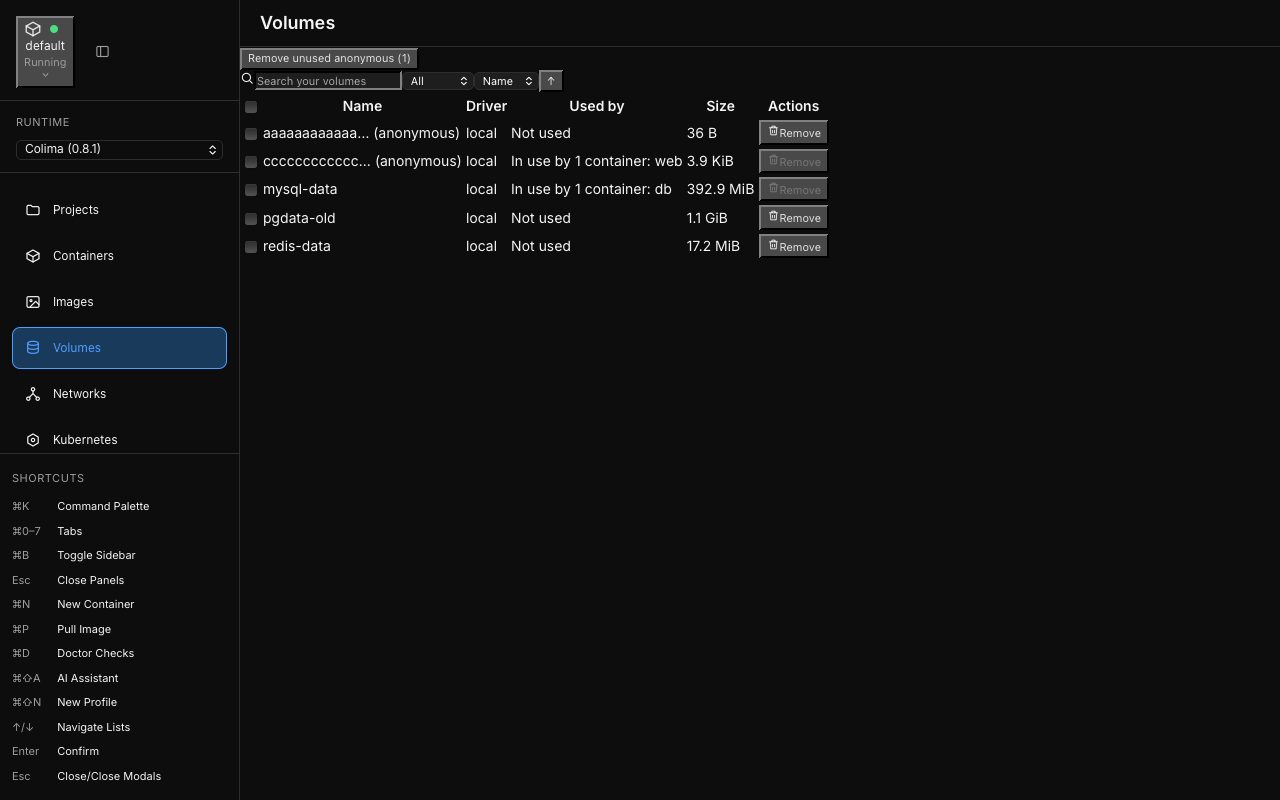 default
Running
RUNTIME
Colima (0.8.1)
Projects
Containers
Images
Volumes
Networks
Kubernetes
SHORTCUTS
⌘K Command Palette
⌘0–7 Tabs
⌘B Toggle Sidebar
Esc Close Panels
⌘N New Container
⌘P Pull Image
⌘D Doctor Checks
⌘⇧A AI Assistant
⌘⇧N New Profile
↑/↓ Navigate Lists
Enter Confirm
Esc Close/Close Modals
Volumes
Remove unused anonymous (1)
Search your volumes All Name ↑
Name Driver Used by Size Actions
aaaaaaaaaaaa... (anonymous) local Not used 36 B Remove
cccccccccccc... (anonymous) local In use by 1 container: web 3.9 KiB Remove
mysql-data local In use by 1 container: db 392.9 MiB Remove
pgdata-old local Not used 1.1 GiB Remove
redis-data local Not used 17.2 MiB Remove